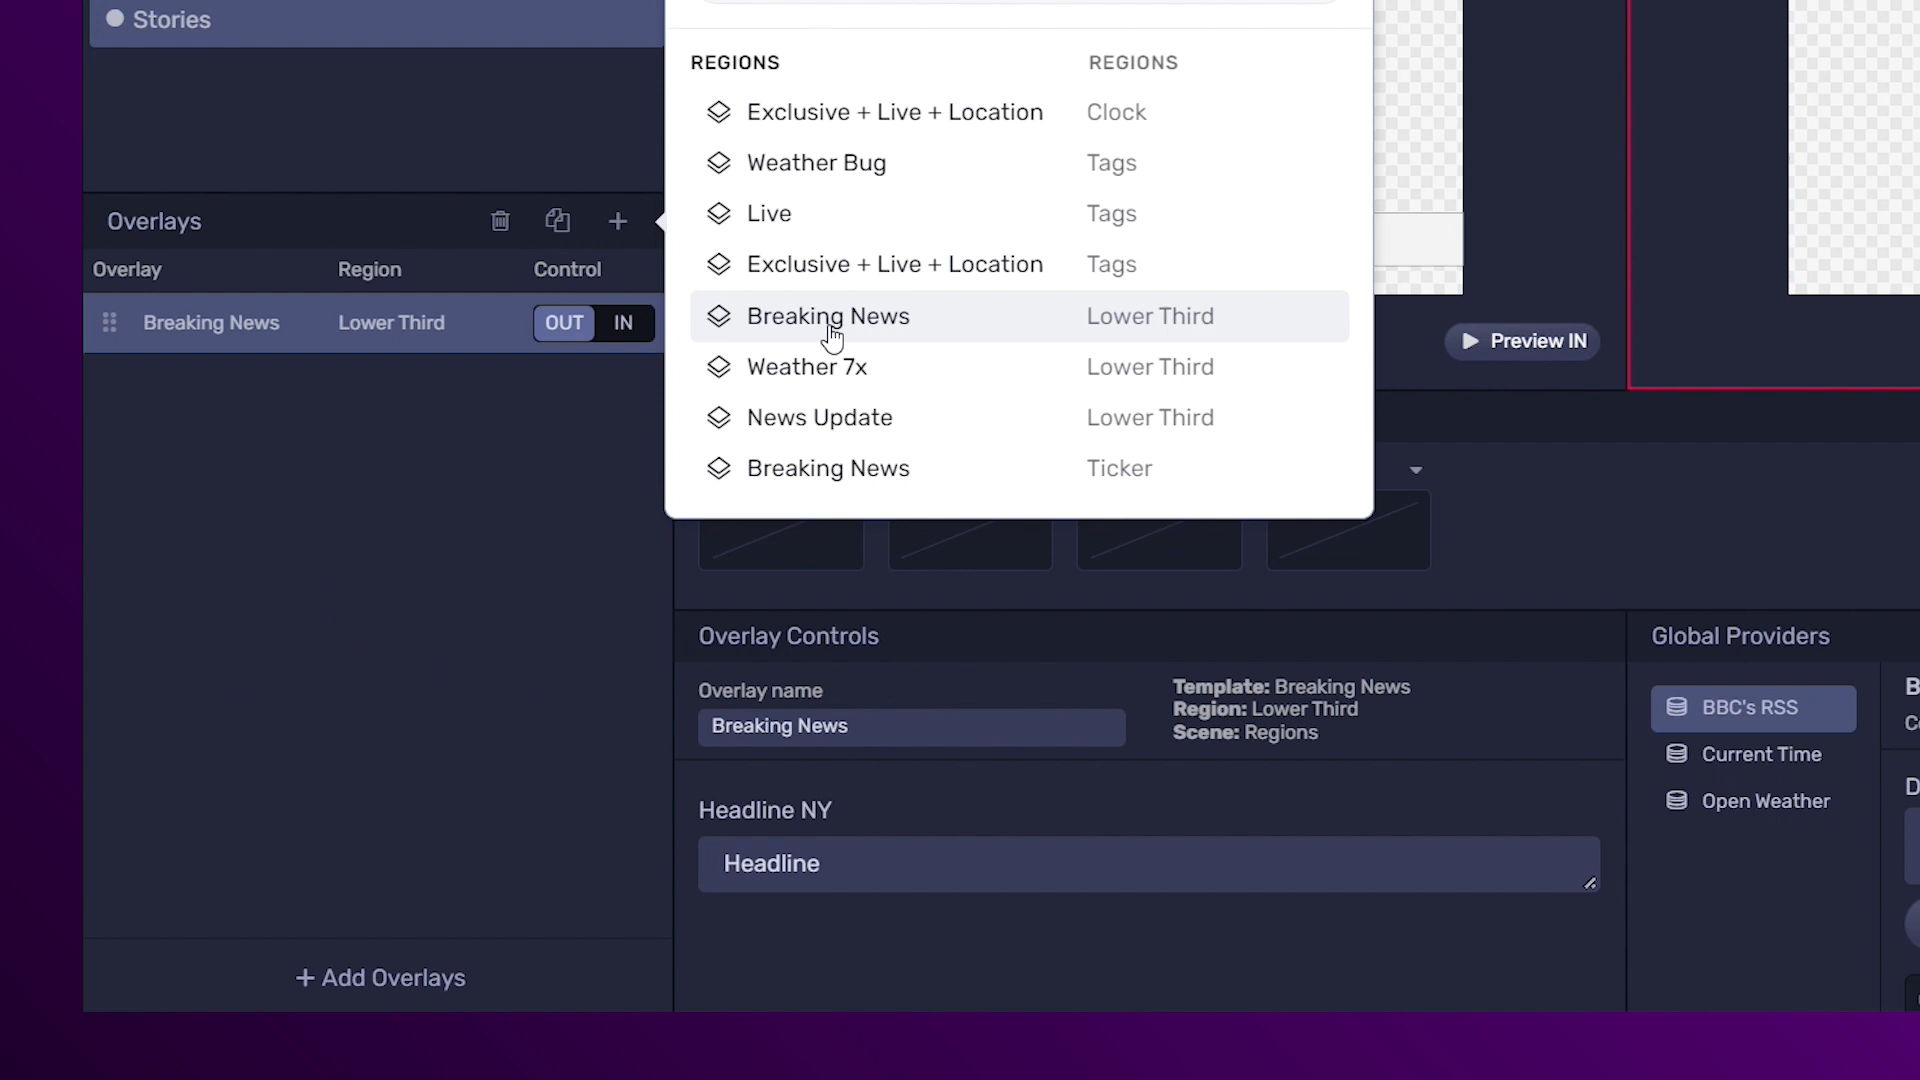 Stories
REGIONS REGIONS
Exclusive + Live + Location Clock
Weather Bug Tags
Live Tags
Exclusive + Live + Location Tags
Breaking News Lower Third
Weather 7x Lower Third
News Update Lower Third
Breaking News Ticker
Overlays
Overlay Region Control
Breaking News Lower Third OUT IN
+ Add Overlays
Preview IN
Overlay Controls
Overlay name
Breaking News
Template: Breaking News
Region: Lower Third
Scene: Regions
Headline NY
Headline
Global Providers
BBC's RSS
Current Time
Open Weather